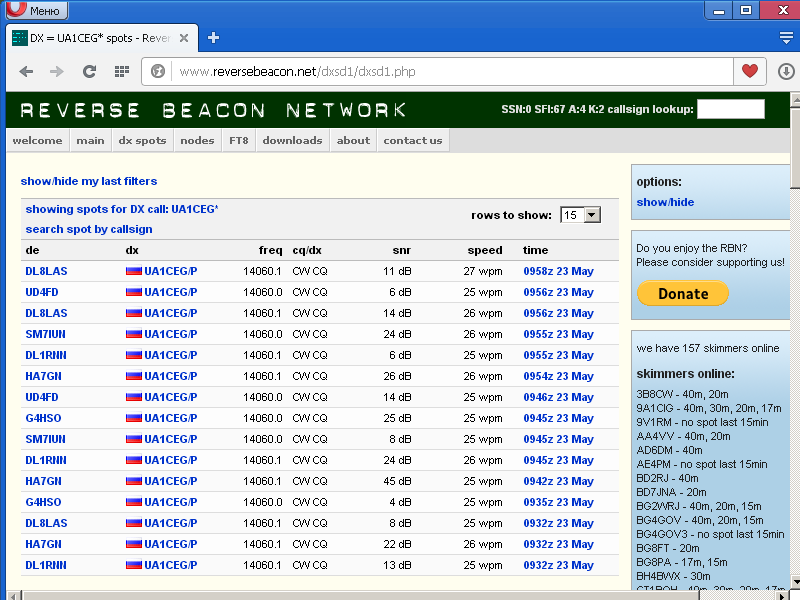 Меню
DX = UA1CEG* spots - Rever
www.reversebeacon.net/dxsd1/dxsd1.php
REVERSE BEACON NETWORK
SSN:0 SFI:67 A:4 K:2 callsign lookup:
welcome main dx spots nodes FT8 downloads about contact us
show/hide my last filters
showing spots for DX call: UA1CEG*
search spot by callsign
rows to show: 15
de dx freq cq/dx snr speed time
DL8LAS UA1CEG/P 14060.1 CW CQ 11 dB 27 wpm 0958z 23 May
UD4FD UA1CEG/P 14060.0 CW CQ 6 dB 25 wpm 0956z 23 May
DL8LAS UA1CEG/P 14060.1 CW CQ 14 dB 26 wpm 0956z 23 May
SM7IUN UA1CEG/P 14060.0 CW CQ 24 dB 26 wpm 0955z 23 May
DL1RNN UA1CEG/P 14060.1 CW CQ 6 dB 25 wpm 0955z 23 May
HA7GN UA1CEG/P 14060.1 CW CQ 26 dB 26 wpm 0954z 23 May
UD4FD UA1CEG/P 14060.0 CW CQ 14 dB 25 wpm 0946z 23 May
G4HSO UA1CEG/P 14060.0 CW CQ 25 dB 25 wpm 0945z 23 May
SM7IUN UA1CEG/P 14060.0 CW CQ 8 dB 25 wpm 0945z 23 May
DL1RNN UA1CEG/P 14060.1 CW CQ 24 dB 26 wpm 0945z 23 May
HA7GN UA1CEG/P 14060.1 CW CQ 45 dB 25 wpm 0942z 23 May
G4HSO UA1CEG/P 14060.0 CW CQ 4 dB 25 wpm 0935z 23 May
DL8LAS UA1CEG/P 14060.1 CW CQ 8 dB 25 wpm 0932z 23 May
HA7GN UA1CEG/P 14060.1 CW CQ 22 dB 26 wpm 0932z 23 May
DL1RNN UA1CEG/P 14060.1 CW CQ 13 dB 25 wpm 0932z 23 May
options:
show/hide
Do you enjoy the RBN?
Please consider supporting us!
Donate
we have 157 skimmers online
skimmers online:
3B8CW - 40m, 20m
9A1CIG - 40m, 30m, 20m, 17m
9V1RM - no spot last 15min
AA4VV - 40m, 20m
AD6DM - 40m
AE4PM - no spot last 15min
BD2RJ - 40m
BD7JNA - 20m
BG2WRJ - 40m, 20m, 15m
BG4GOV - 40m, 20m, 15m
BG4GOV3 - no spot last 15min
BG8FT - 20m
BG8PA - 17m, 15m
BH4BWX - 30m
CT1BOH - 40m, 30m, 20m, 17m